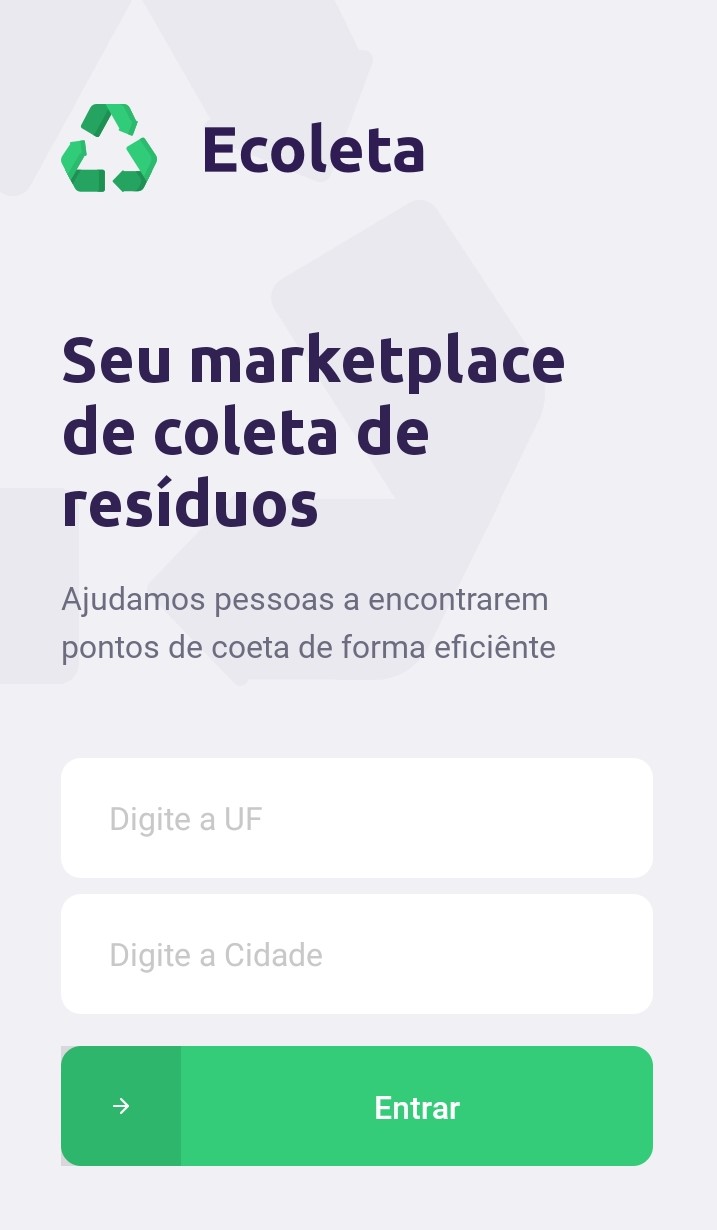 Ecoleta
Seu marketplace
de coleta de
resíduos
Ajudamos pessoas a encontrarem
pontos de coeta de forma eficiênte
Digite a UF
Digite a Cidade
Entrar